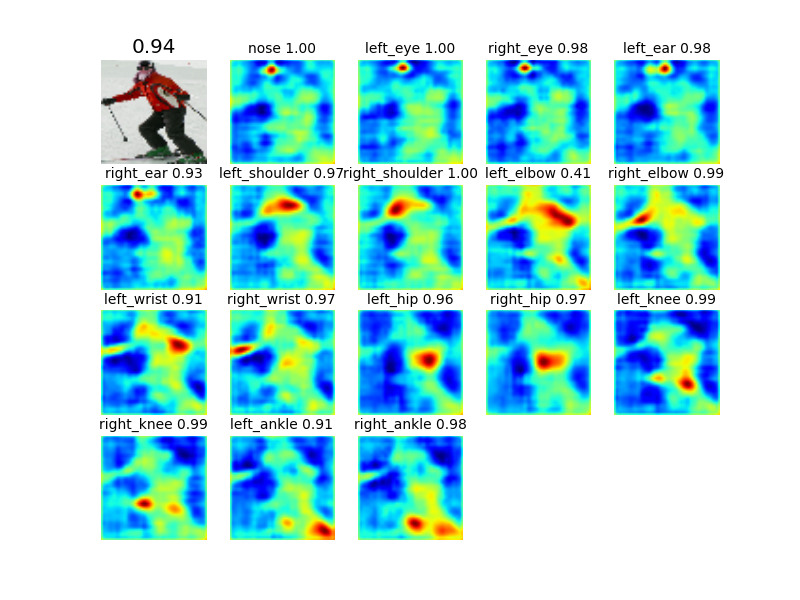 0.94
nose 1.00
left_eye 1.00
right_eye 0.98
left_ear 0.98
right_ear 0.93
left_shoulder 0.97
right_shoulder 1.00
left_elbow 0.41
right_elbow 0.99
left_wrist 0.91
right_wrist 0.97
left_hip 0.96
right_hip 0.97
left_knee 0.99
right_knee 0.99
left_ankle 0.91
right_ankle 0.98